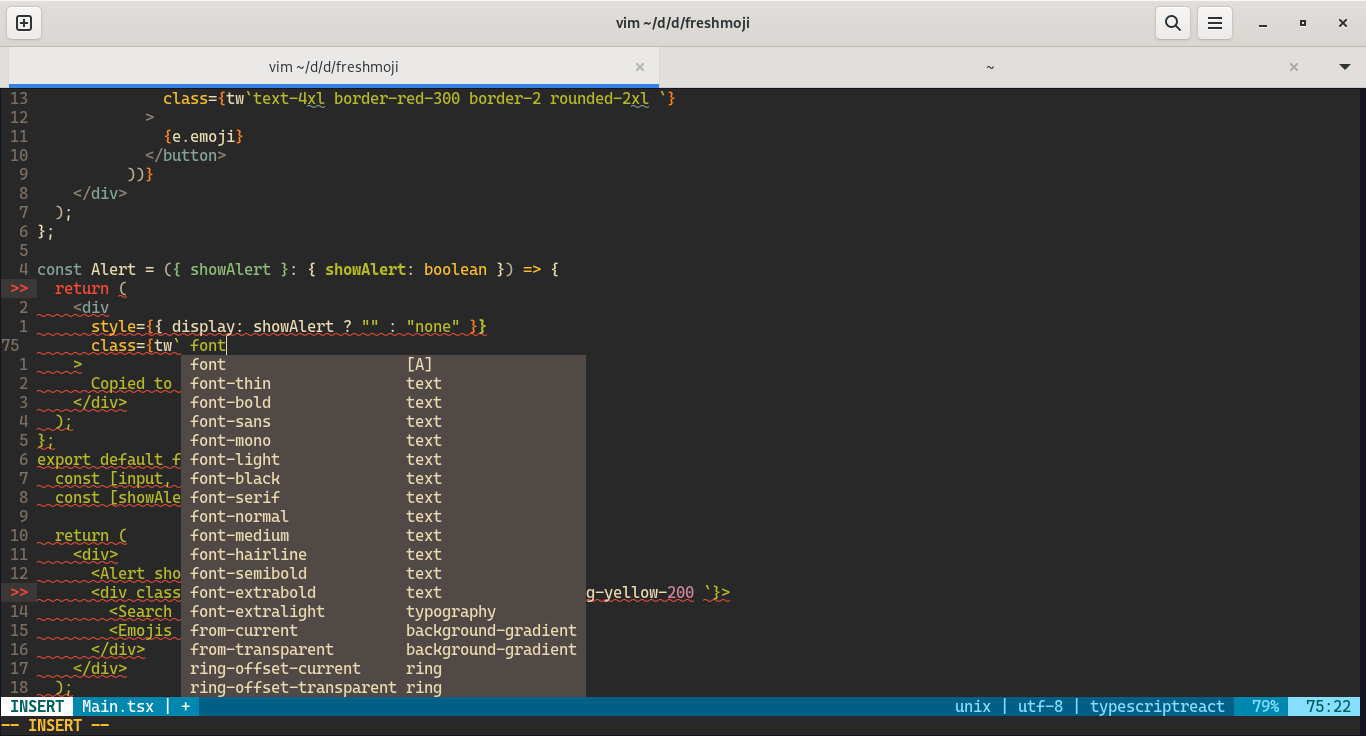 vim ~/d/d/freshmoji
vim ~/d/d/freshmoji ~
13 class={tw`text-4xl border-red-300 border-2 rounded-2xl `}
12 >
11 {e.emoji}
10 </button>
9 ))}
8 </div>
7 );
6 };
5
4 const Alert = ({ showAlert }: { showAlert: boolean }) => {
>> return (
2 <div
1 style={{ display: showAlert ? "" : "none" }}
75 class={tw` font
1 > font [A]
2 Copied to font-thin text
3 </div> font-bold text
4 ); font-sans text
5 }; font-mono text
6 export default f font-light text
7 const [input, font-black text
8 const [showAle font-serif text
9 font-normal text
10 return ( font-medium text
11 <div> font-hairline text
12 <Alert sho font-semibold text
>> <div class font-extrabold text g-yellow-200 `}>
14 <Search font-extralight typography
15 <Emojis from-current background-gradient
16 </div> from-transparent background-gradient
17 </div> ring-offset-current ring
18 ); ring-offset-transparent ring
INSERT Main.tsx | + unix | utf-8 | typescriptreact 79% 75:22
-- INSERT --